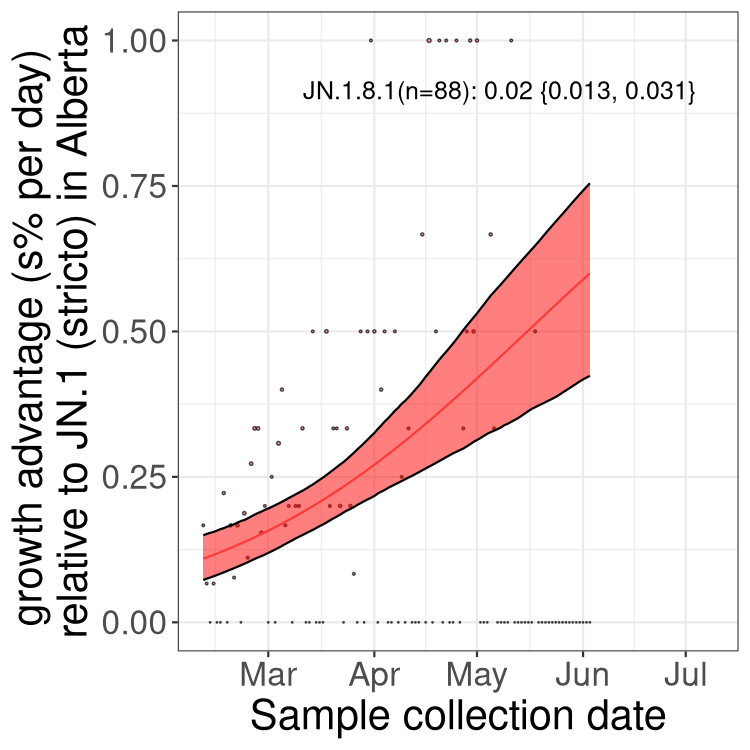 growth advantage (s% per day)
relative to JN.1 (stricto) in Alberta
1.00
0.75
0.50
0.25
0.00
JN.1.8.1(n=88): 0.02 {0.013, 0.031}
Mar Apr May Jun Jul
Sample collection date